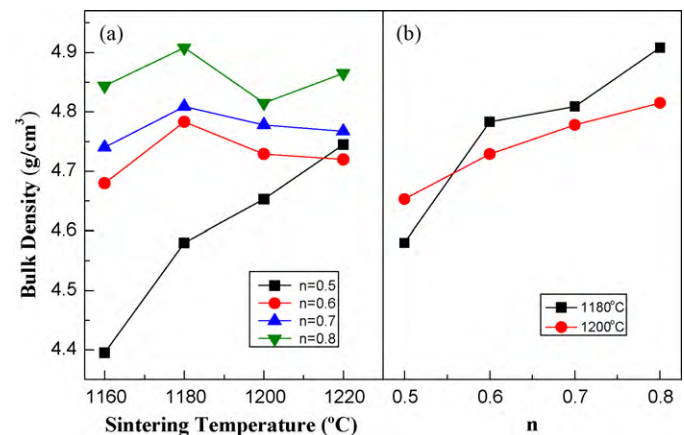 (a)
(b)
4.9
4.8
4.7
4.6
4.5
4.4
Bulk Density (g/cm³)
n=0.5
n=0.6
n=0.7
n=0.8
1180°C
1200°C
1160 1180 1200 1220
0.5 0.6 0.7 0.8
Sintering Temperature (°C)
n